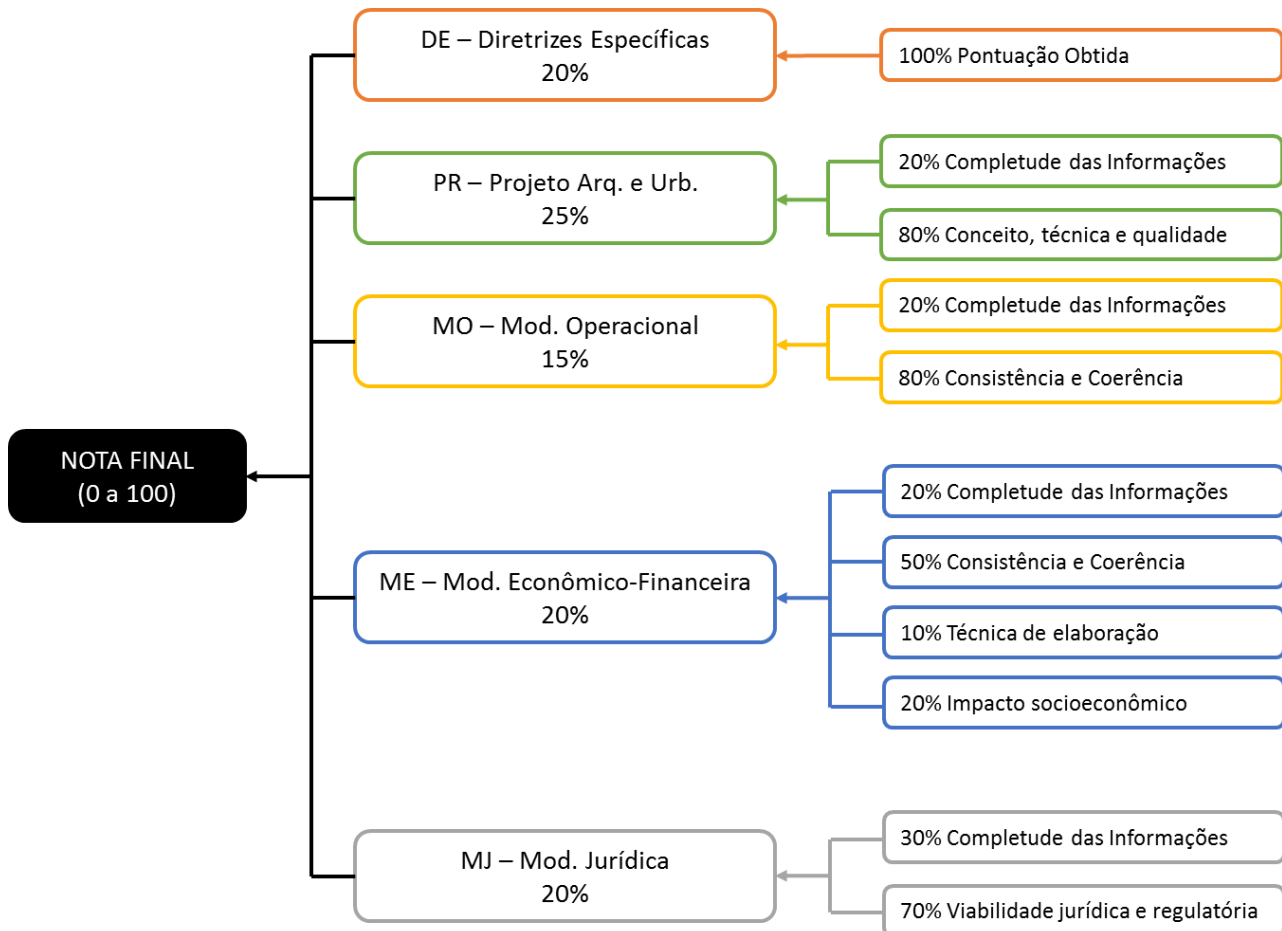 DE – Diretrizes Específicas
20%
100% Pontuação Obtida
PR – Projeto Arq. e Urb.
25%
20% Completude das Informações
80% Conceito, técnica e qualidade
MO – Mod. Operacional
15%
20% Completude das Informações
80% Consistência e Coerência
NOTA FINAL
(0 a 100)
ME – Mod. Econômico-Financeira
20%
20% Completude das Informações
50% Consistência e Coerência
10% Técnica de elaboração
20% Impacto socioeconômico
MJ – Mod. Jurídica
20%
30% Completude das Informações
70% Viabilidade jurídica e regulatória